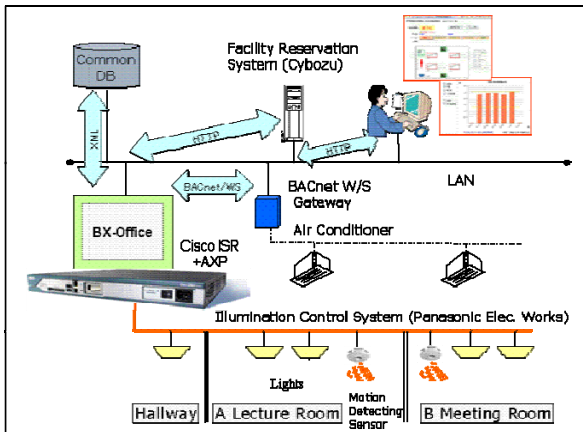 Common
DB
Facility Reservation
System (Cybozu)
XML
HTTP
HTTP
BACnet/WS
BACnet W/S
Gateway
LAN
BX-Office
Cisco ISR
+AXP
Air Conditioner
Illumination Control System (Panasonic Elec. Works)
Lights
Motion
Detecting
Sensor
Hallway
A Lecture Room
B Meeting Room